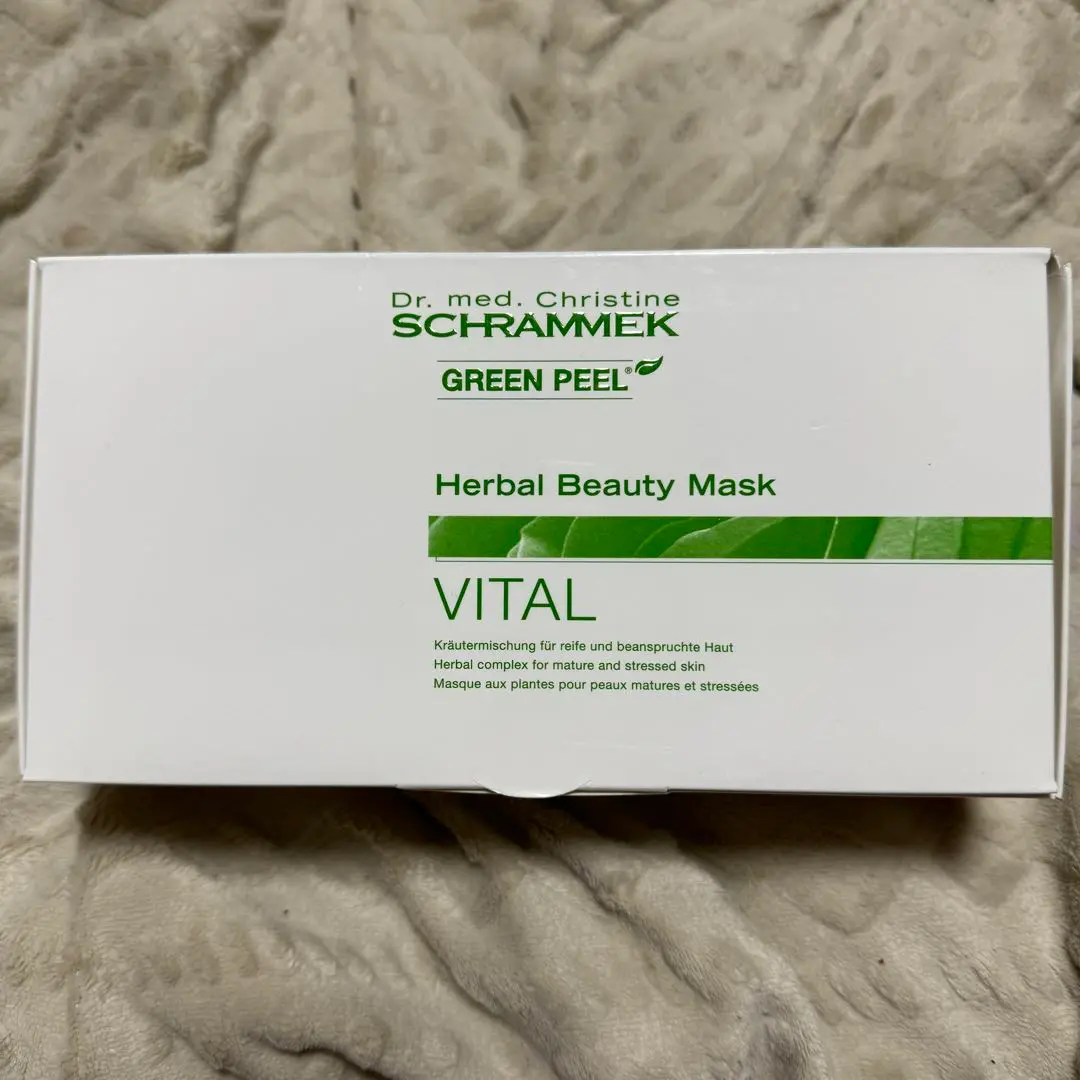 Dr. med. Christine
SCHRAMMEK
GREEN PEEL®
Herbal Beauty Mask
VITAL
Kräutermischung für reife und beanspruchte Haut
Herbal complex for mature and stressed skin
Masque aux plantes pour peaux matures et stressées